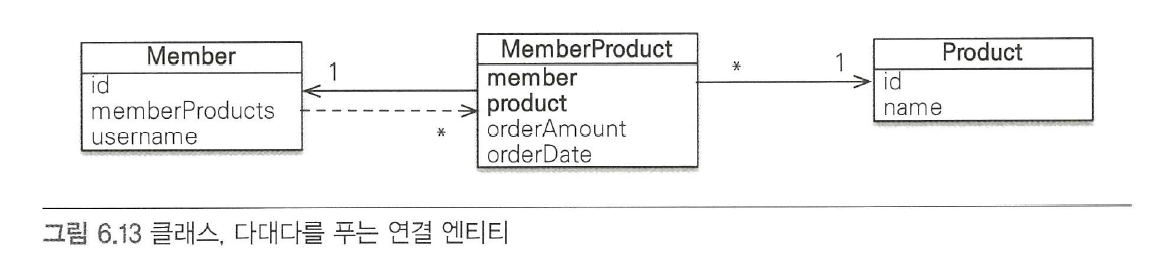 Member
id
memberProducts
username
1
*
MemberProduct
member
product
orderAmount
orderDate
*
1
Product
id
name
그림 6.13 클래스, 다대다를 푸는 연결 엔티티